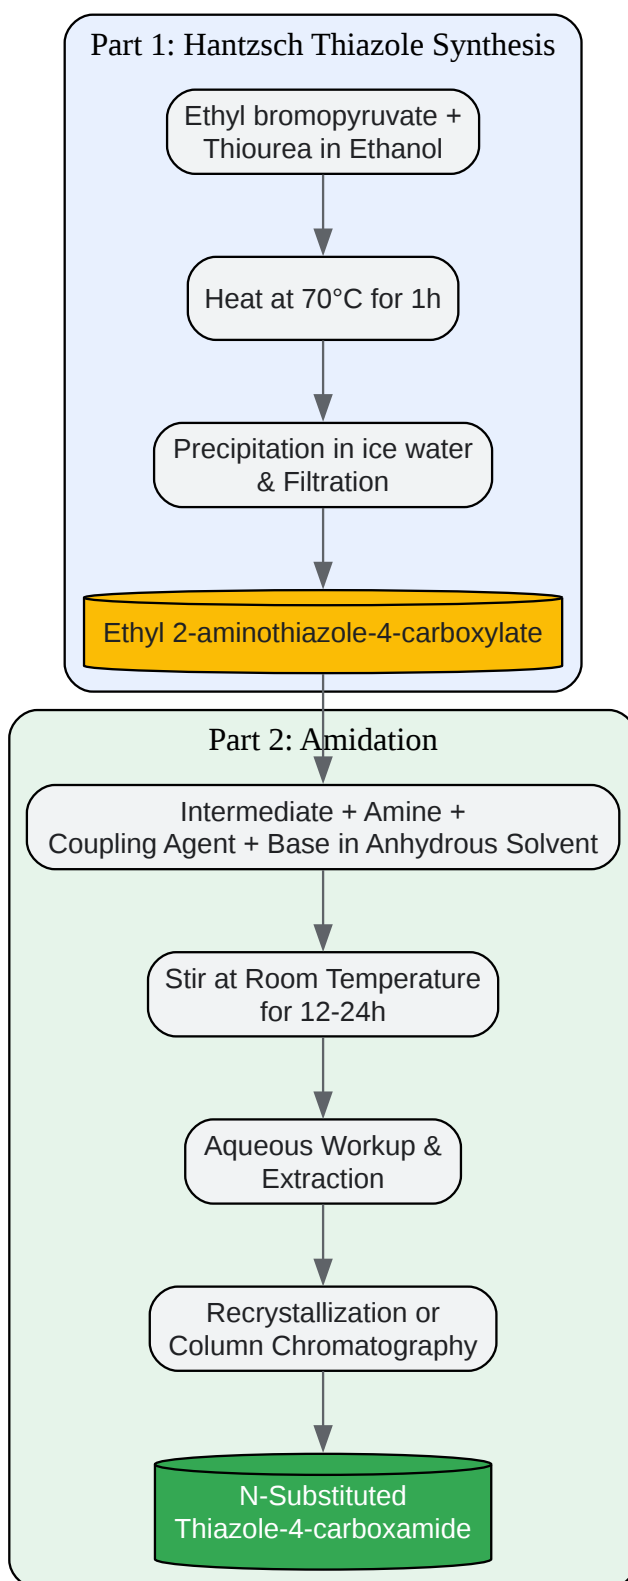 Part 1: Hantzsch Thiazole Synthesis
Ethyl bromopyruvate +
Thiourea in Ethanol
Heat at 70°C for 1h
Precipitation in ice water
& Filtration
Ethyl 2-aminothiazole-4-carboxylate
Part 2: Amidation
Intermediate + Amine +
Coupling Agent + Base in Anhydrous Solvent
Stir at Room Temperature
for 12-24h
Aqueous Workup &
Extraction
Recrystallization or
Column Chromatography
N-Substituted
Thiazole-4-carboxamide